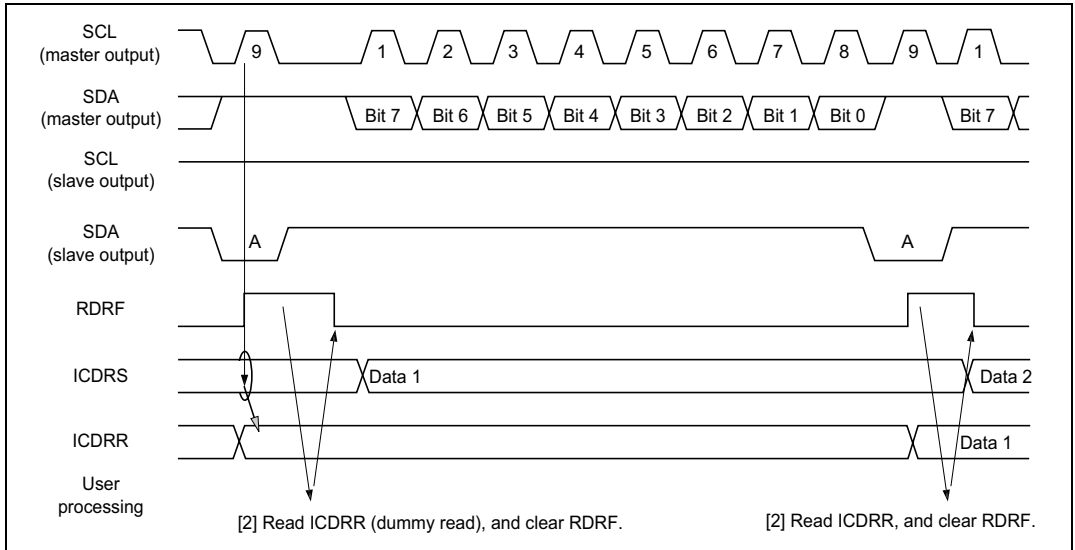 SCL
(master output)
9 1 2 3 4 5 6 7 8 9 1
SDA
(master output)
Bit 7 Bit 6 Bit 5 Bit 4 Bit 3 Bit 2 Bit 1 Bit 0 Bit 7
SCL
(slave output)
SDA
(slave output)
A A
RDRF
ICDRS
Data 1 Data 2
ICDRR
Data 1
User
processing
[2] Read ICDRR (dummy read), and clear RDRF. [2] Read ICDRR, and clear RDRF.